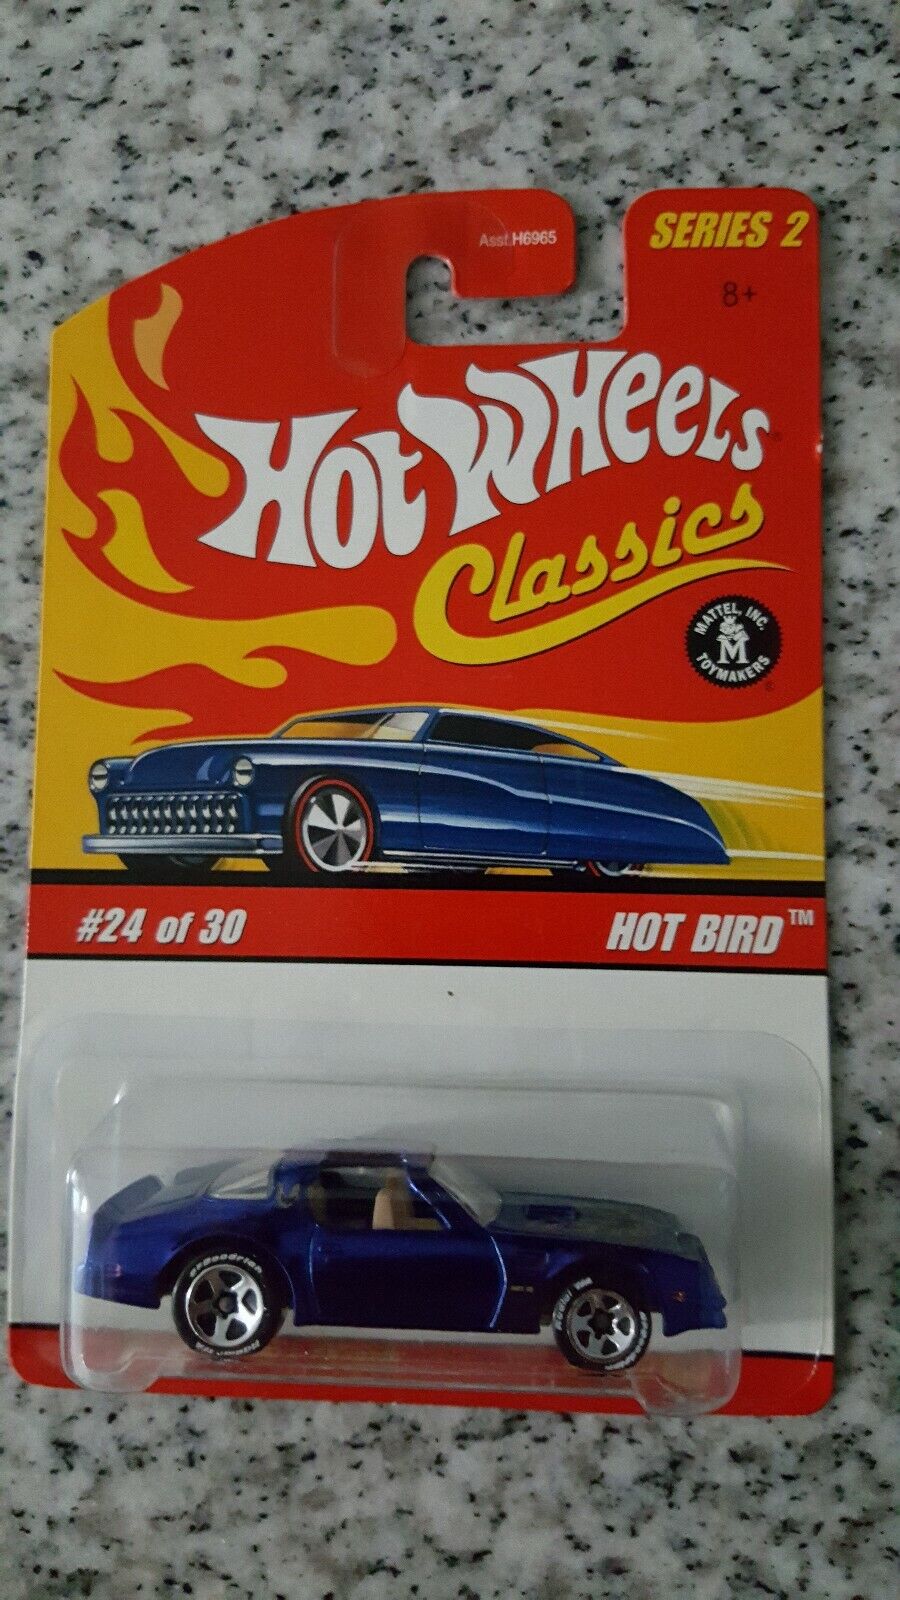 Asst.H6965
SERIES 2
8+
HOT WHEELS
Classics
MATTEL, INC.
M
TOYMAKERS
®
#24 of 30
HOT BIRD™